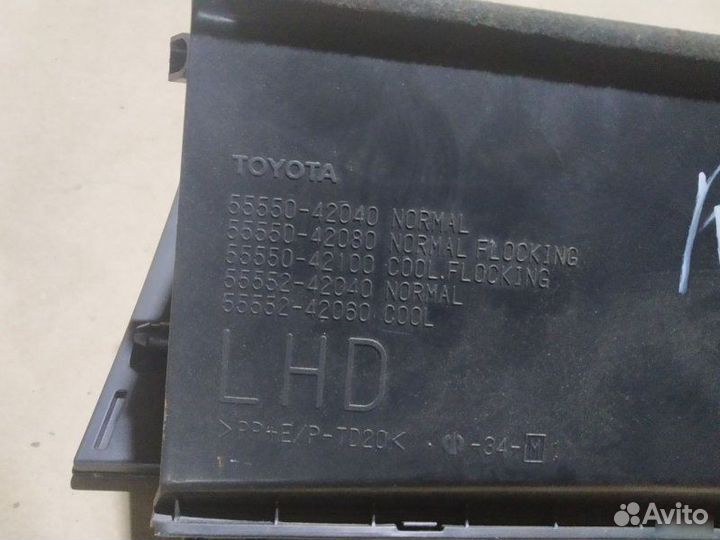 TOYOTA
55550-42040 NORMAL
55550-42080 NORMAL FLOCKING
55550-42100 COOL.FLOCKING
55552-42040 NORMAL
55552-42060 COOL
LHD
>PP+E/P-TD20<
-34-M
Avito